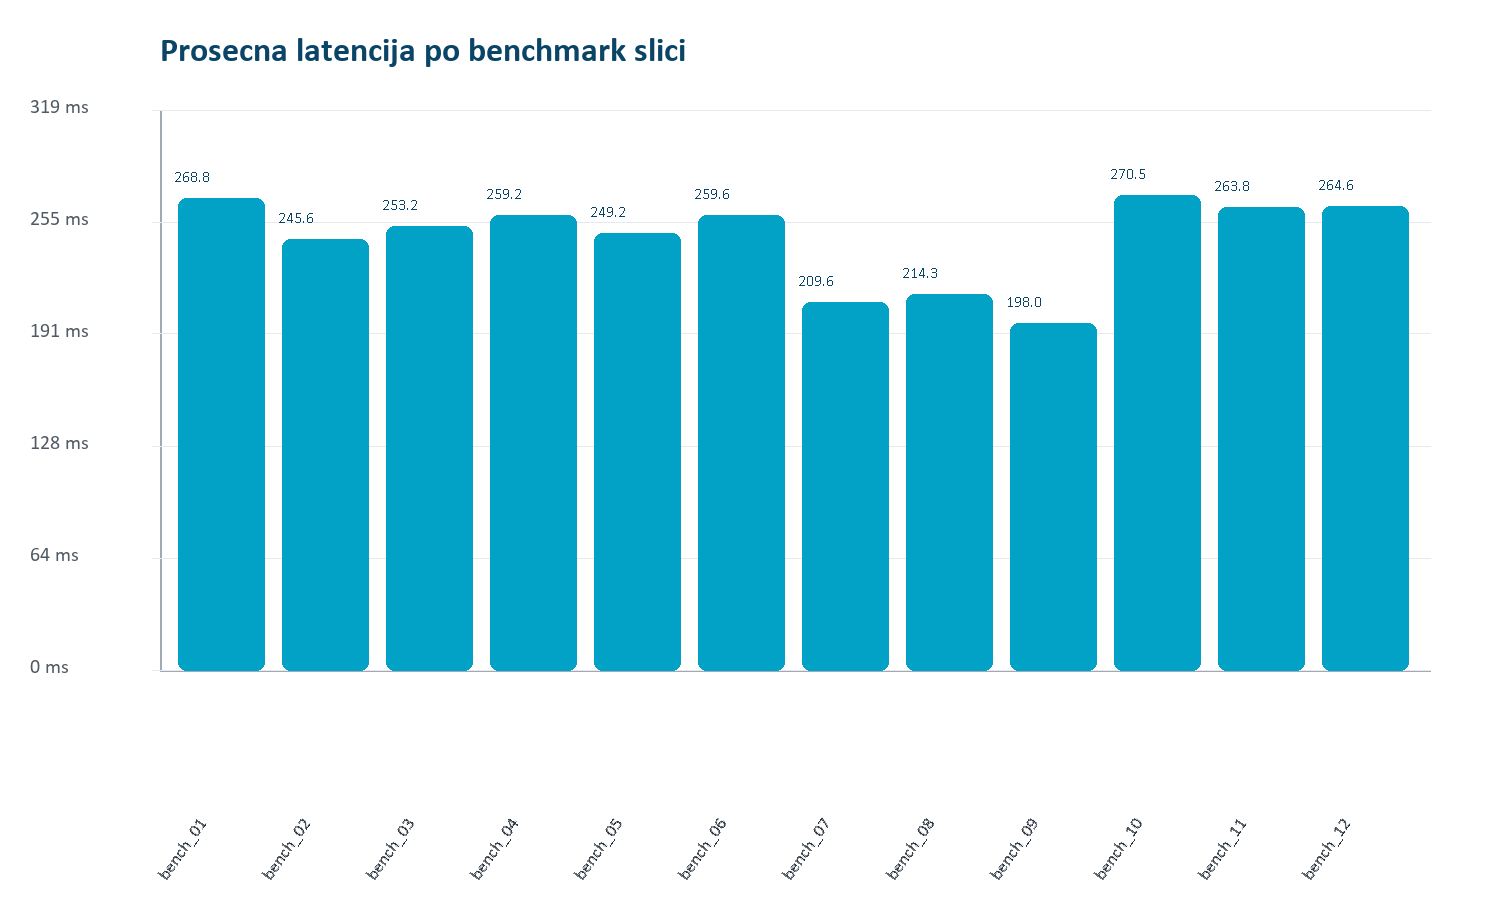 Prosecna latencija po benchmark slici
319 ms
255 ms
191 ms
128 ms
64 ms
0 ms
268.8
245.6
253.2
259.2
249.2
259.6
209.6
214.3
198.0
270.5
263.8
264.6
bench_01
bench_02
bench_03
bench_04
bench_05
bench_06
bench_07
bench_08
bench_09
bench_10
bench_11
bench_12